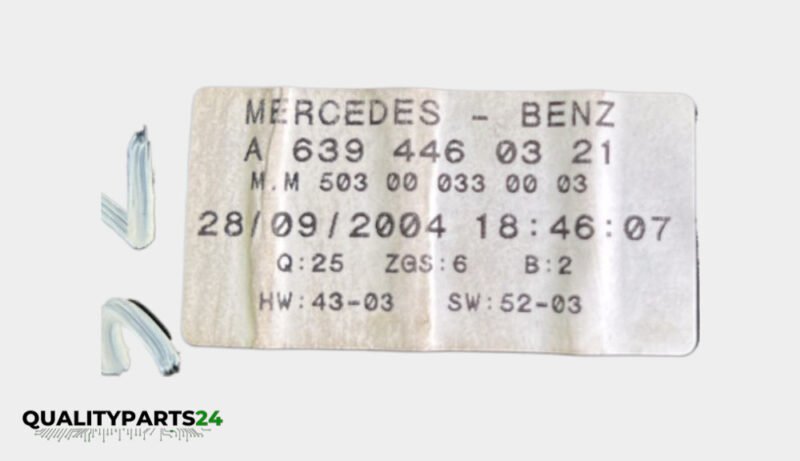 MERCEDES - BENZ
A 639 446 03 21
M.M 503 00 033 00 03
28/09/2004 18:46:07
Q:25 ZGS:6 B:2
HW:43-03 SW:52-03
QUALITYPARTS24